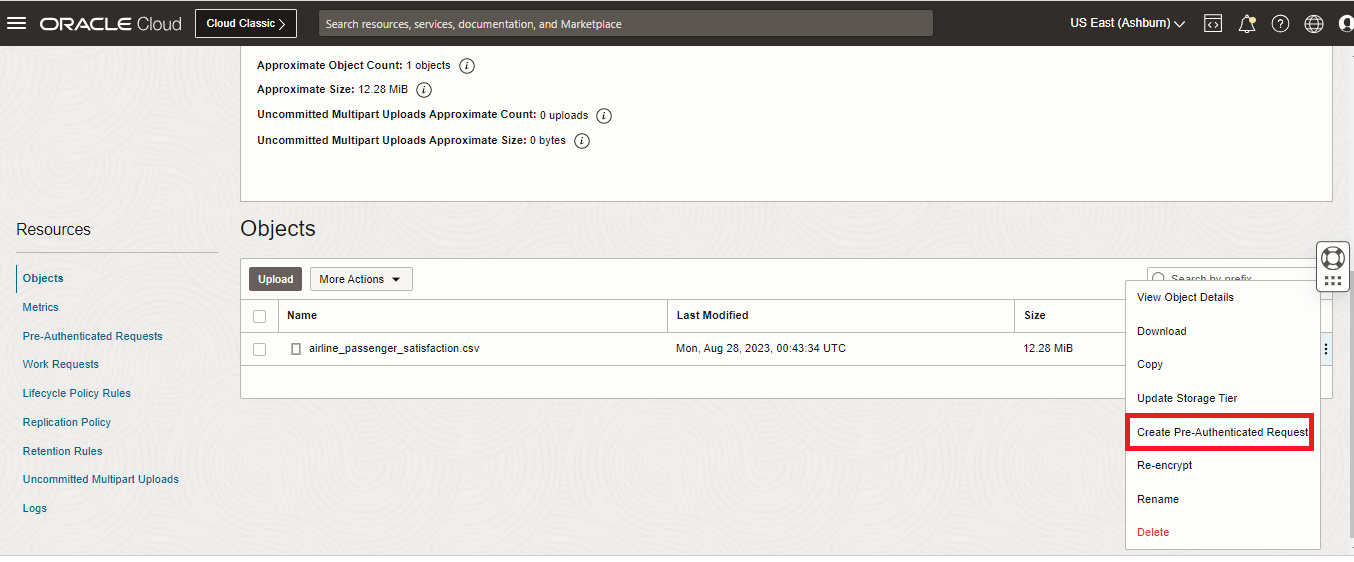 ORACLE Cloud
Cloud Classic
Search resources, services, documentation, and Marketplace
US East (Ashburn)
Approximate Object Count: 1 objects
Approximate Size: 12.28 MiB
Uncommitted Multipart Uploads Approximate Count: 0 uploads
Uncommitted Multipart Uploads Approximate Size: 0 bytes
Resources
Objects
Metrics
Pre-Authenticated Requests
Work Requests
Lifecycle Policy Rules
Replication Policy
Retention Rules
Uncommitted Multipart Uploads
Logs
Objects
Upload
More Actions
Search by prefix
Name Last Modified Size
airline_passenger_satisfaction.csv Mon, Aug 28, 2023, 00:43:34 UTC 12.28 MiB
View Object Details
Download
Copy
Update Storage Tier
Create Pre-Authenticated Request
Re-encrypt
Rename
Delete